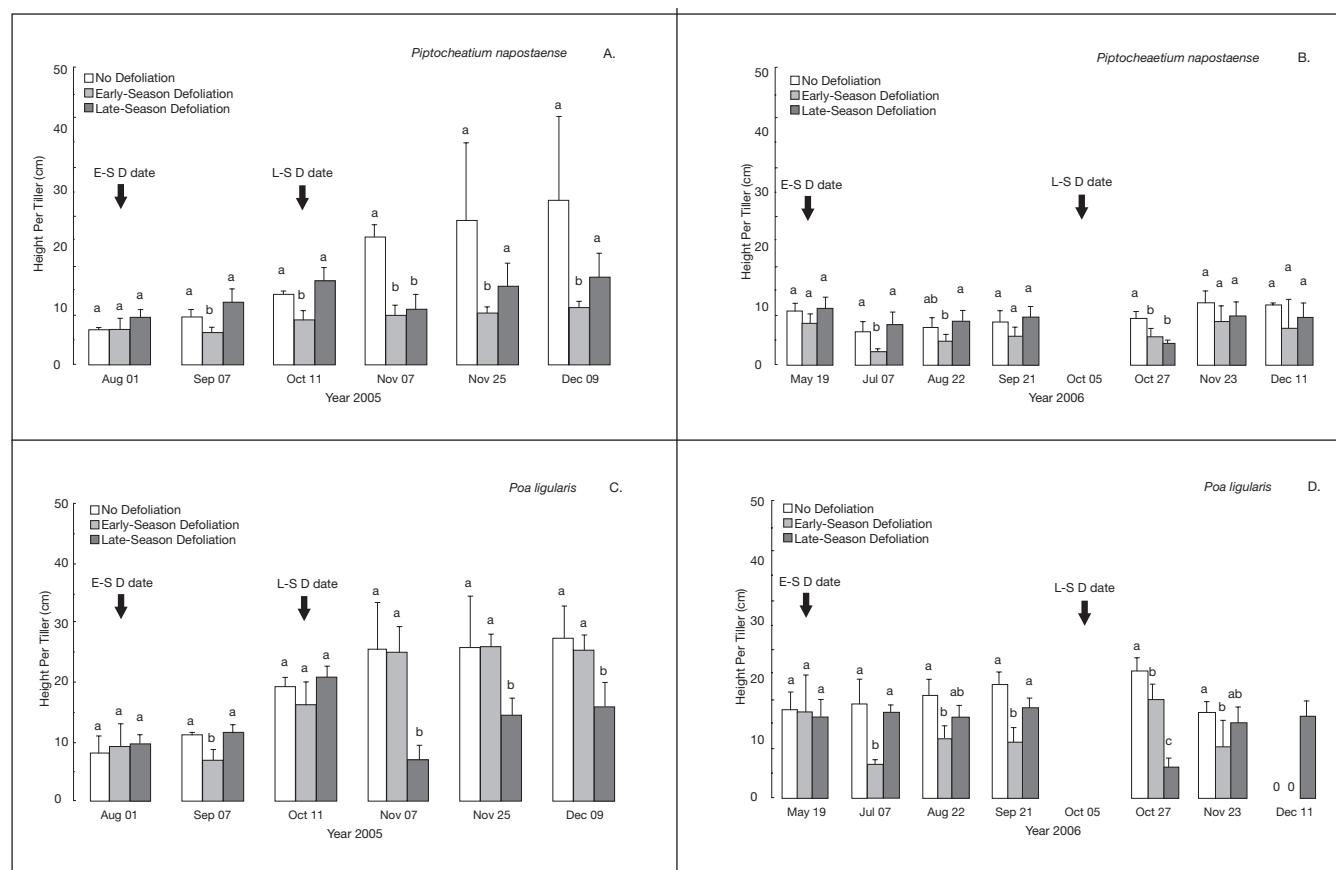 Piptocheatium napostaense A.
50
40
30
20
10
0
Height Per Tiller (cm)
No Defoliation
Early-Season Defoliation
Late-Season Defoliation
E-S D date
L-S D date
a a a
a b a
a b a
a b b
a b a
a b a
Aug 01 Sep 07 Oct 11 Nov 07 Nov 25 Dec 09
Year 2005
Piptocheaetium napostaense B.
50
40
30
20
10
0
Height Per Tiller (cm)
No Defoliation
Early-Season Defoliation
Late-Season Defoliation
E-S D date
L-S D date
a a a
a b a
ab b a
a a a
a b b
a a a
a a a
May 19 Jul 07 Aug 22 Sep 21 Oct 05 Oct 27 Nov 23 Dec 11
Year 2006
Poa ligularis C.
50
40
30
20
10
0
Height Per Tiller (cm)
No Defoliation
Early-Season Defoliation
Late-Season Defoliation
E-S D date
L-S D date
a a a
a b a
a a a
a a b
a a b
a a b
Aug 01 Sep 07 Oct 11 Nov 07 Nov 25 Dec 09
Year 2005
Poa ligularis D.
50
40
30
20
10
0
Height Per Tiller (cm)
No Defoliation
Early-Season Defoliation
Late-Season Defoliation
E-S D date
L-S D date
a a a
a b a
a b ab
a b a
a b c
a b ab
0 0
May 19 Jul 07 Aug 22 Sep 21 Oct 05 Oct 27 Nov 23 Dec 11
Year 2006